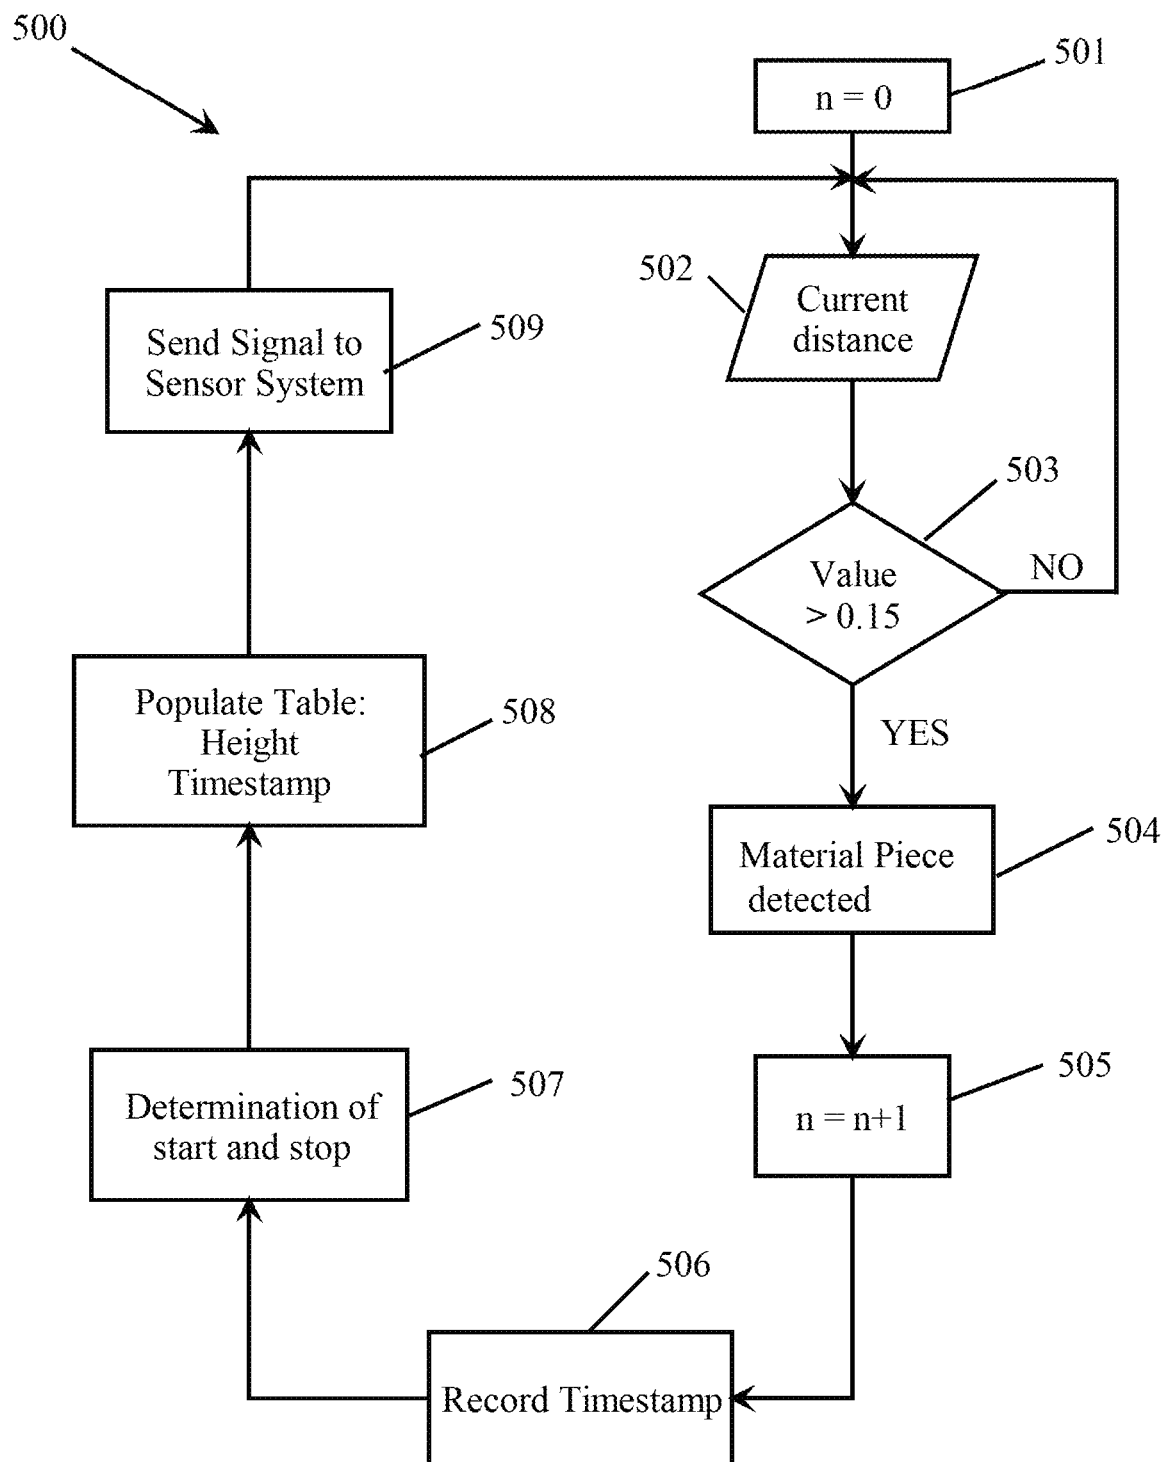 500
501
n = 0
502
Current
distance
509
Send Signal to
Sensor System
503
Value
> 0.15
NO
YES
508
Populate Table:
Height
Timestamp
504
Material Piece
detected
507
Determination of
start and stop
505
n = n+1
506
Record Timestamp